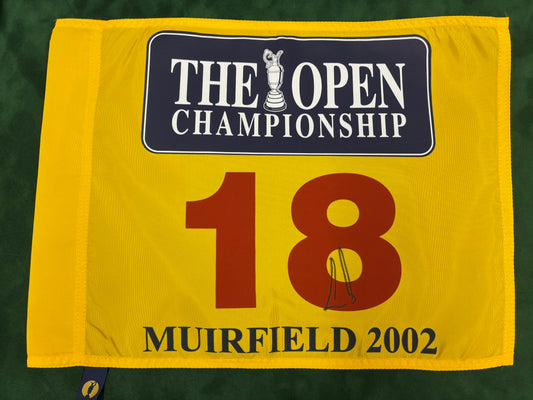 THE OPEN
CHAMPIONSHIP
18
MUIRFIELD 2002